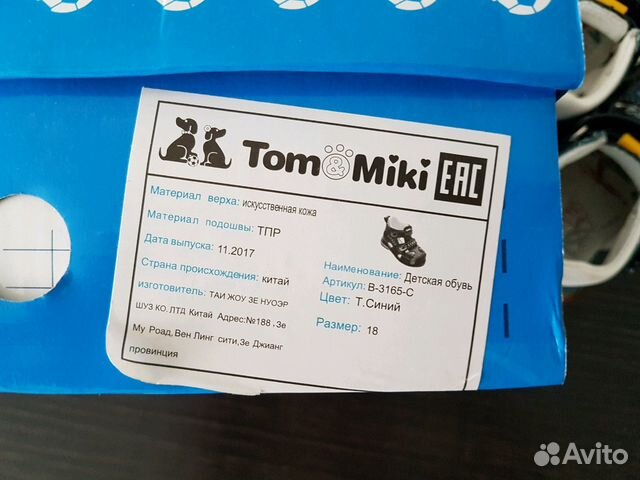 Tom & Miki EAC
Материал верха: искусственная кожа
Материал подошвы: ТПР
Дата выпуска: 11.2017
Страна происхождения: китай
изготовитель: ТАИ ЖОУ ЗЕ НУОЭР
ШУЗ КО.ЛТД Китай Адрес:№188 ,Зе
Му Роад,Вен Линг сити,Зе Джианг
провинция
Наименование: Детская обувь
Артикул: B-3165-C
Цвет: Т.Синий
Размер: 18
Avito